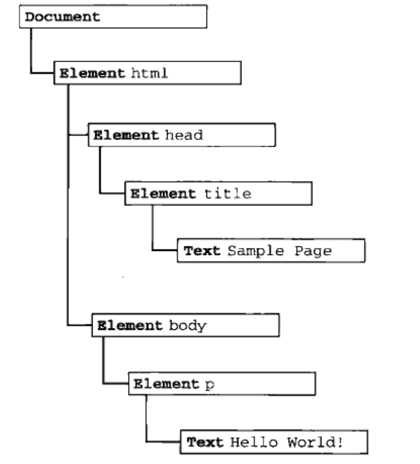 Document
Element html
Element head
Element title
Text Sample Page
Element body
Element p
Text Hello World!